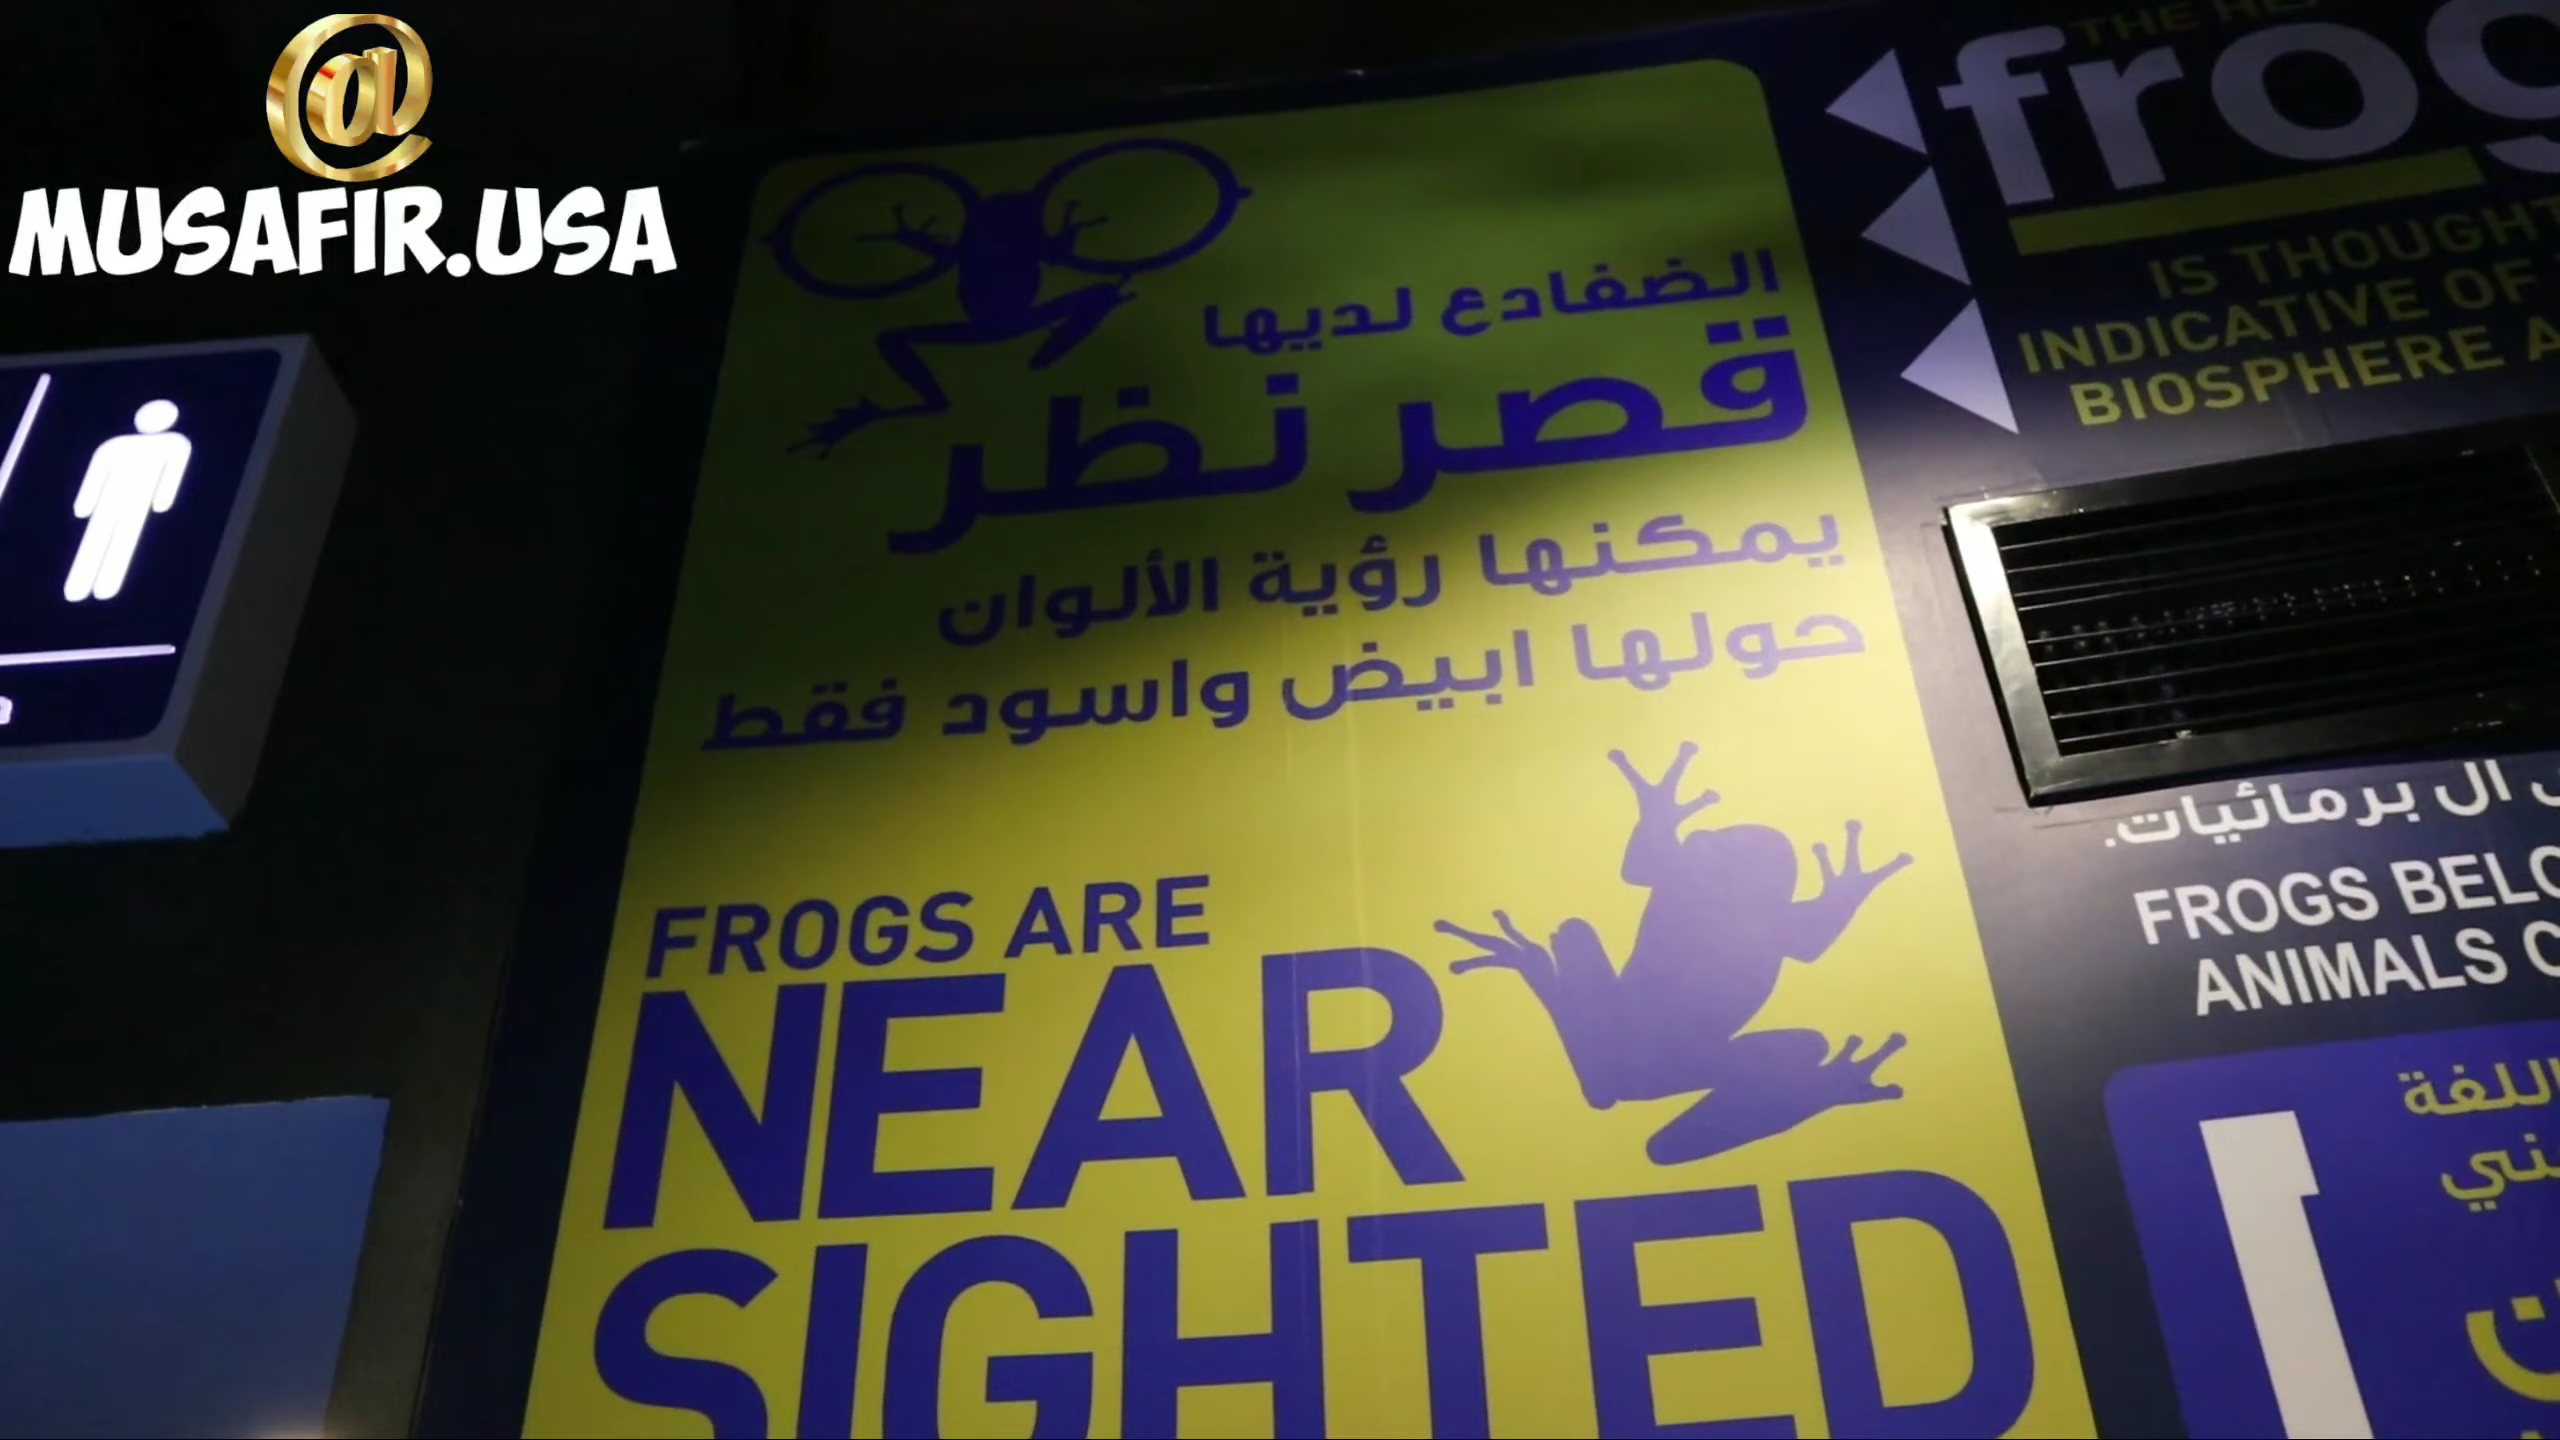 @
MUSAFIR.USA
الضفادع لديها
قصر نظر
يمكنها رؤية الألوان
حولها ابيض واسود فقط
FROGS ARE
NEAR
SIGHTED
THE
frog
IS THOUGHT
INDICATIVE OF
BIOSPHERE
ال برمائيات.
FROGS
ANIMALS